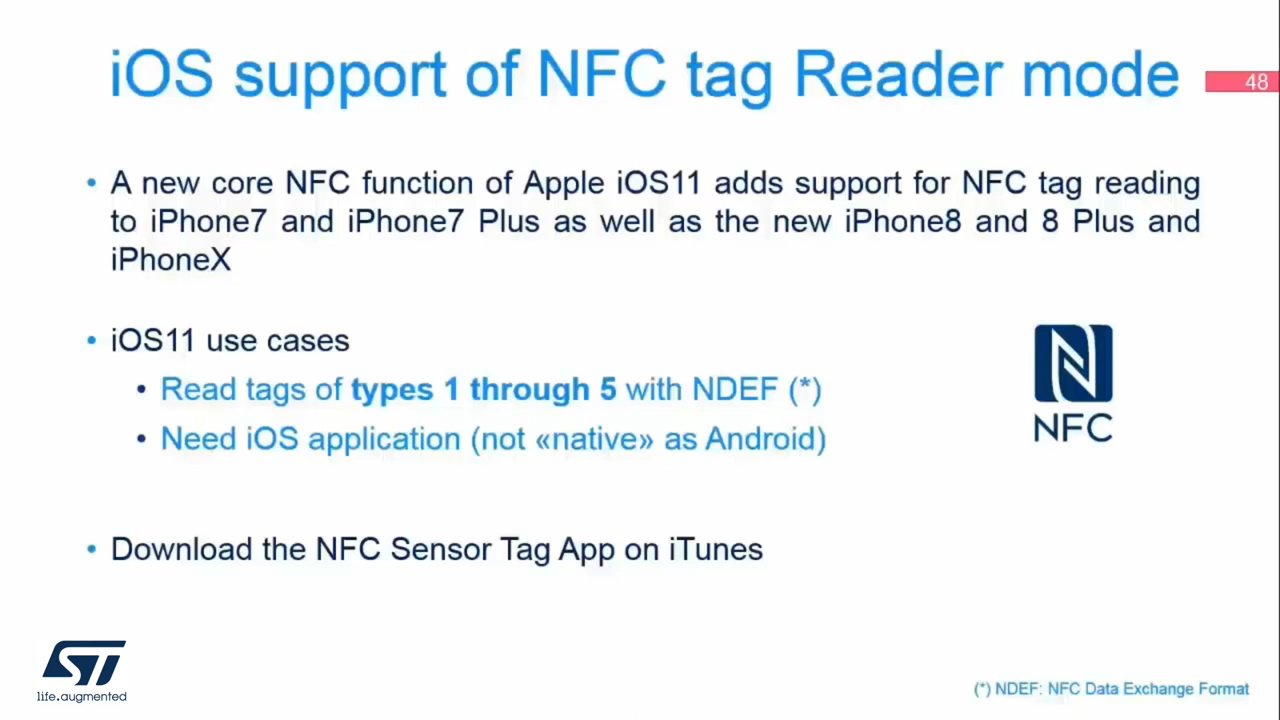 iOS support of NFC tag Reader mode
48
• A new core NFC function of Apple iOS11 adds support for NFC tag reading
to iPhone7 and iPhone7 Plus as well as the new iPhone8 and 8 Plus and
iPhoneX
• iOS11 use cases
• Read tags of types 1 through 5 with NDEF (*)
• Need iOS application (not «native» as Android)
NFC
• Download the NFC Sensor Tag App on iTunes
ST
life.augmented
(*) NDEF: NFC Data Exchange Format